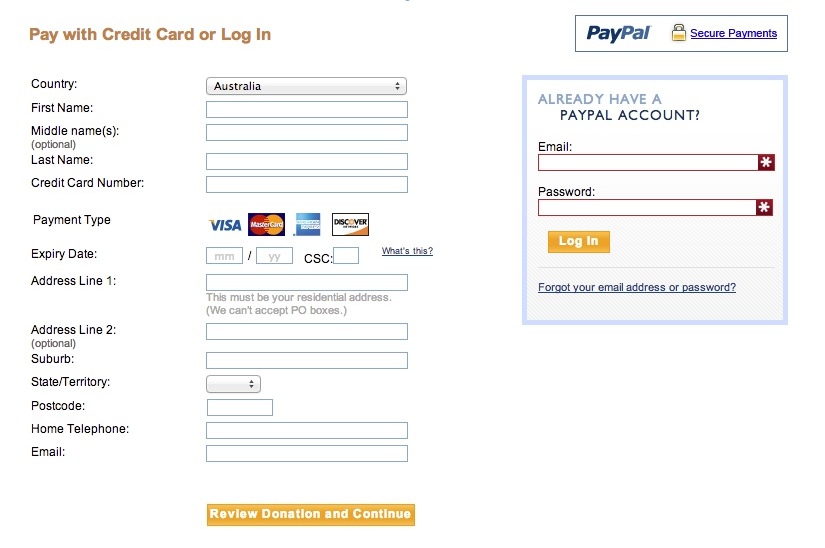 Pay with Credit Card or Log In
PayPal Secure Payments
Country: Australia
First Name:
Middle name(s):
(optional)
Last Name:
Credit Card Number:
Payment Type VISA MasterCard DISCOVER
Expiry Date: mm / yy CSC: What's this?
Address Line 1:
This must be your residential address.
(We can't accept PO boxes.)
Address Line 2:
(optional)
Suburb:
State/Territory:
Postcode:
Home Telephone:
Email:
Review Donation and Continue
ALREADY HAVE A
PAYPAL ACCOUNT?
Email:
*
Password:
*
Log In
Forgot your email address or password?